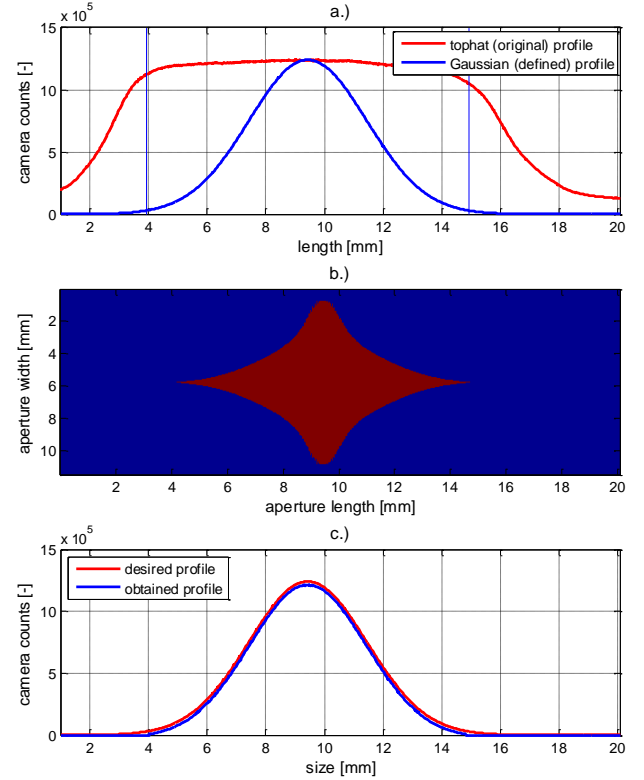 a.)
x 10^5
15
10
5
0
camera counts [-]
tophat (original) profile
Gaussian (defined) profile
2 4 6 8 10 12 14 16 18 20
length [mm]
b.)
2
4
6
8
10
aperture width [mm]
2 4 6 8 10 12 14 16 18 20
aperture length [mm]
c.)
x 10^5
15
10
5
0
camera counts [-]
desired profile
obtained profile
2 4 6 8 10 12 14 16 18 20
size [mm]